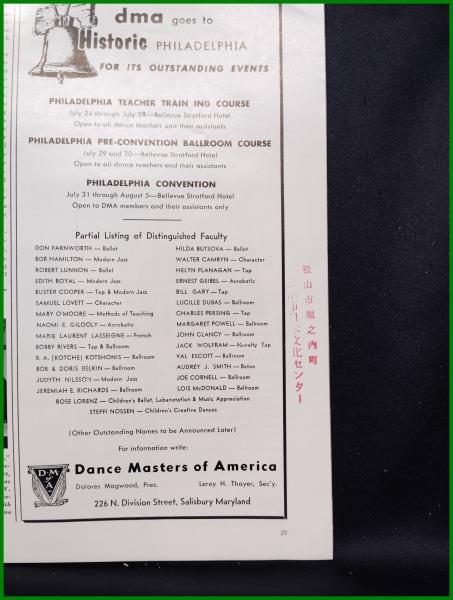 dma goes to
Historic PHILADELPHIA
FOR ITS OUTSTANDING EVENTS
PHILADELPHIA TEACHER TRAIN ING COURSE
July 24 through July 28—Bellevue Stratford Hotel
Open to all dance teachers and their assistants
PHILADELPHIA PRE-CONVENTION BALLROOM COURSE
July 29 and 30—Bellevue Stratford Hotel
Open to all dance teachers and their assistants
PHILADELPHIA CONVENTION
July 31 through August 5—Bellevue Stratford Hotel
Open to DMA members and their assistants only
Partial Listing of Distinguished Faculty
DON FARNWORTH — Ballet
BOB HAMILTON — Modern Jazz
ROBERT LUNNON — Ballet
EDITH ROYAL — Modern Jazz
BUSTER COOPER — Tap & Modern Jazz
SAMUEL LOVETT — Character
MARY O'MOORE — Methods of Teaching
NAOMI E. GILOOLY — Acrobatic
MATIE LAURENT LASSEIGNE — French
BOBBY RIVERS — Tap & Ballroom
B. A. (KOTCHE) KOTSHONIS — Ballroom
BOB & DORIS BELKIN — Ballroom
JUDYTH NILSSON — Modern Jazz
JEREMIAH E. RICHARDS — Ballroom
HILDA BUTSOVA — Ballet
WALTER CAMRYN — Character
HELYN FLANAGAN — Tap
ERNEST GEIBEL — Acrobatic
BILL GARY — Tap
LUCILLE DUBAS — Ballroom
CHARLES PERSING — Tap
MARGARET POWELL — Ballroom
JOHN CLANCY — Ballroom
JACK WOLFRAM — Novelty Tap
VAL ESCOTT — Ballroom
AUDREY J. SMITH — Baton
JOE CORNELL — Ballroom
LOIS McDONALD — Ballroom
ROSE LORENZ — Children's Ballet, Labanotation & Music Appreciation
STEFFI NOSSEN — Children's Creative Dances
(Other Outstanding Names to be Announced Later)
For information write:
D M of A
Dance Masters of America
Dolores Magwood, Pres. Leroy H. Thayer, Sec'y.
226 N. Division Street, Salisbury Maryland
23
松山市堀之内町
文化センター